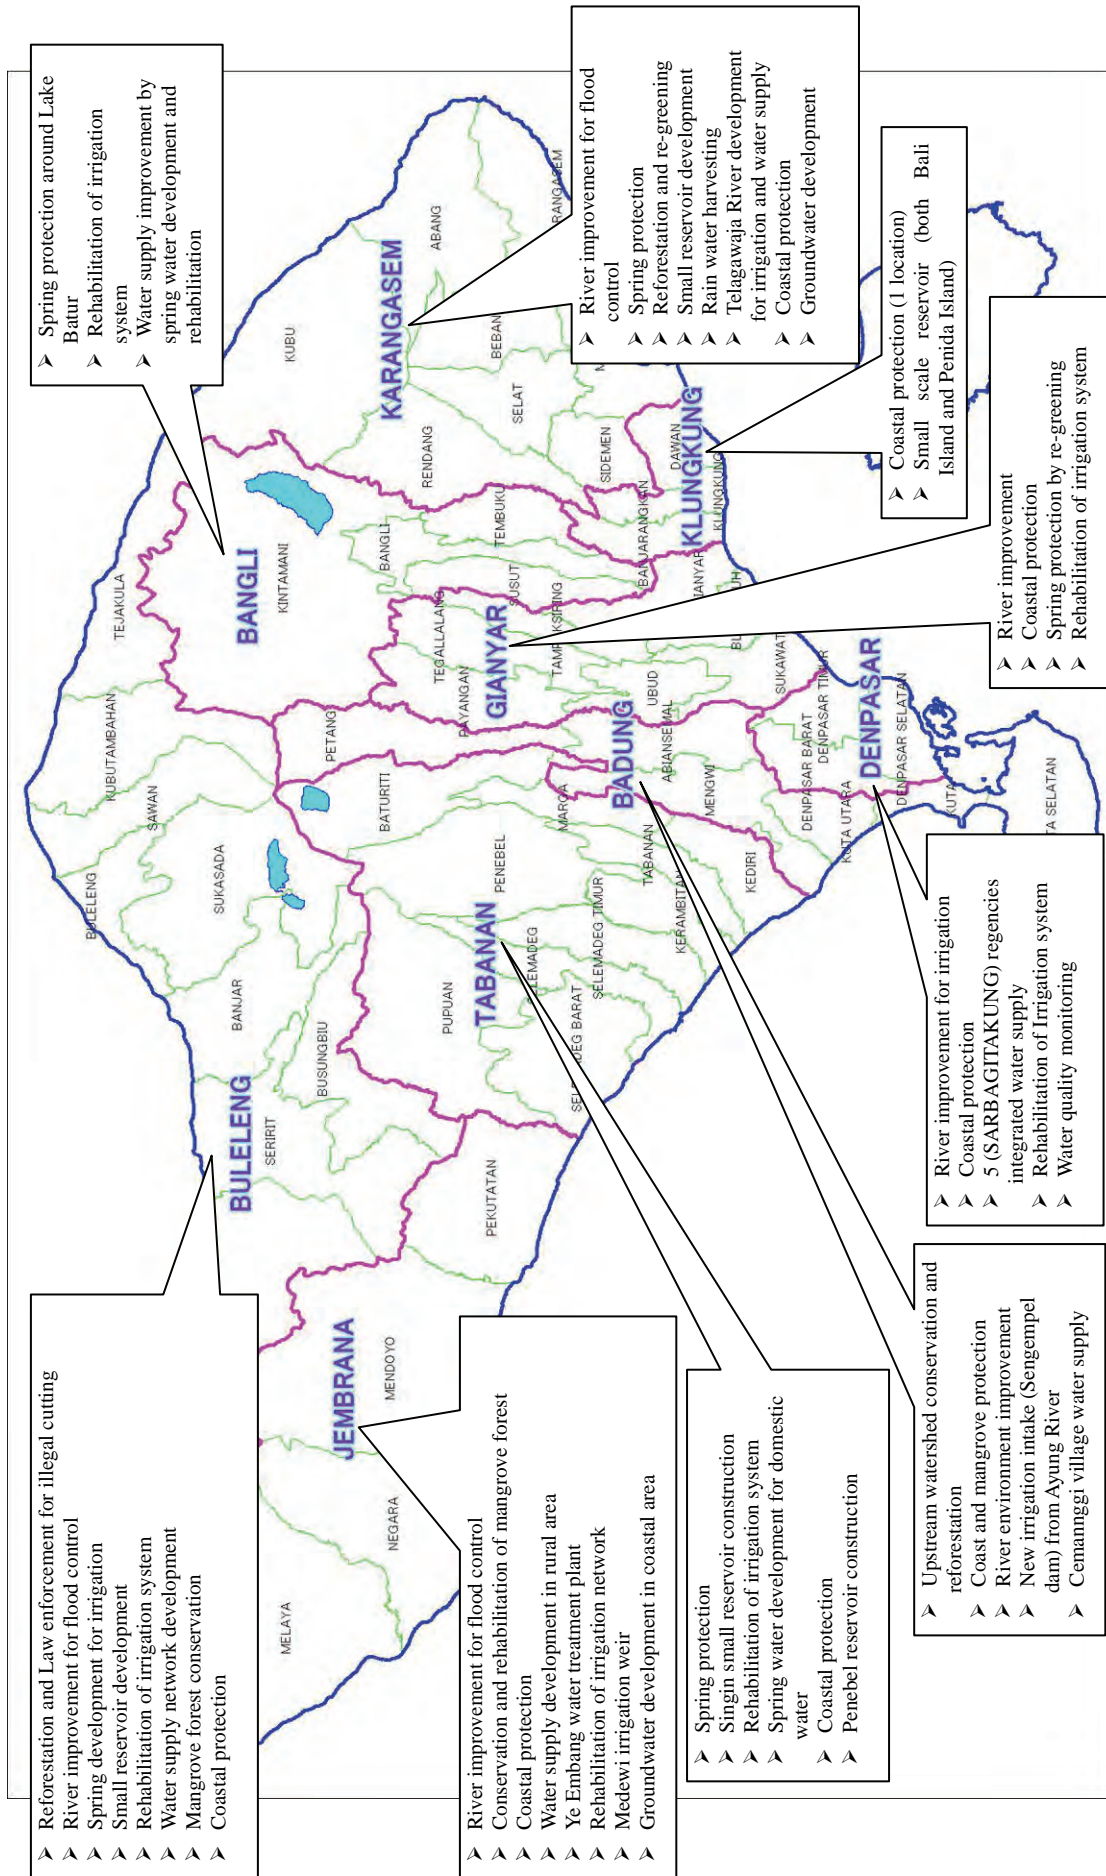 ➢ Reforestation and Law enforcement for illegal cutting
➢ River improvement for flood control
➢ Spring development for irrigation
➢ Small reservoir development
➢ Rehabilitation of irrigation system
➢ Water supply network development
➢ Mangrove forest conservation
➢ Coastal protection
➢ Spring protection around Lake
Batur
➢ Rehabilitation of irrigation
system
➢ Water supply improvement by
spring water development and
rehabilitation
BULELENG
KUBUTAMBAHAN
TEJAKULA
SAWAN
SUKASADA
BANJAR
BULELENG
SERIRIT
BUSUNGBIU
BANGLI
KINTAMANI
KUBU
MELAYA
JEMBRANA
NEGARA
MENDOYO
PEKUTATAN
PUPUAN
TABANAN
PENEBEL
BATURITI
PETANG
BANGLI
RENDANG
KARANGASEM
ABANG
TEGALLALANG
PAYANGAN
GIANYAR
SUSUT
TEMBUKU
SELAT
BEBAN
RANGASEM
ELEMADEG
SELEMADEG TIMUR
ADEG BARAT
MARGA
TAMP KSIRING
SIDEMEN
KERAMBITAN
TABANAN
BADUNG
ABIANSEMAL
UBUD
BANJARANGKAN
DAWAN
KLUNGKUNG
KLUNGKUNG
KEDIRI
MENGWI
IANYAR
SUKAWAT
KUTA UTARA
DENPASAR BARAT
DENPASAR TIMUR
DENPASAR
DENPASAR SELATAN
KUTA
TA SELATAN
➢ River improvement for flood control
➢ Conservation and rehabilitation of mangrove forest
➢ Coastal protection
➢ Water supply development in rural area
➢ Ye Embang water treatment plant
➢ Rehabilitation of irrigation network
➢ Medewi irrigation weir
➢ Groundwater development in coastal area
➢ River improvement for flood
control
➢ Spring protection
➢ Reforestation and re-greening
➢ Small reservoir development
➢ Rain water harvesting
➢ Telagawaja River development
for irrigation and water supply
➢ Coastal protection
➢ Groundwater development
➢ Spring protection
➢ Singin small reservoir construction
➢ Rehabilitation of irrigation system
➢ Spring water development for domestic
water
➢ Coastal protection
➢ Penebel reservoir construction
➢ Coastal protection (1 location)
➢ Small scale reservoir (both Bali
Island and Penida Island)
➢ Upstream watershed conservation and
reforestation
➢ Coast and mangrove protection
➢ River environment improvement
➢ New irrigation intake (Sengempel
dam) from Ayung River
➢ Cemannggi village water supply
➢ River improvement for irrigation
➢ Coastal protection
➢ 5 (SARBAGITAKUNG) regencies
integrated water supply
➢ Rehabilitation of Irrigation system
➢ Water quality monitoring
➢ River improvement
➢ Coastal protection
➢ Spring protection by re-greening
➢ Rehabilitation of irrigation system